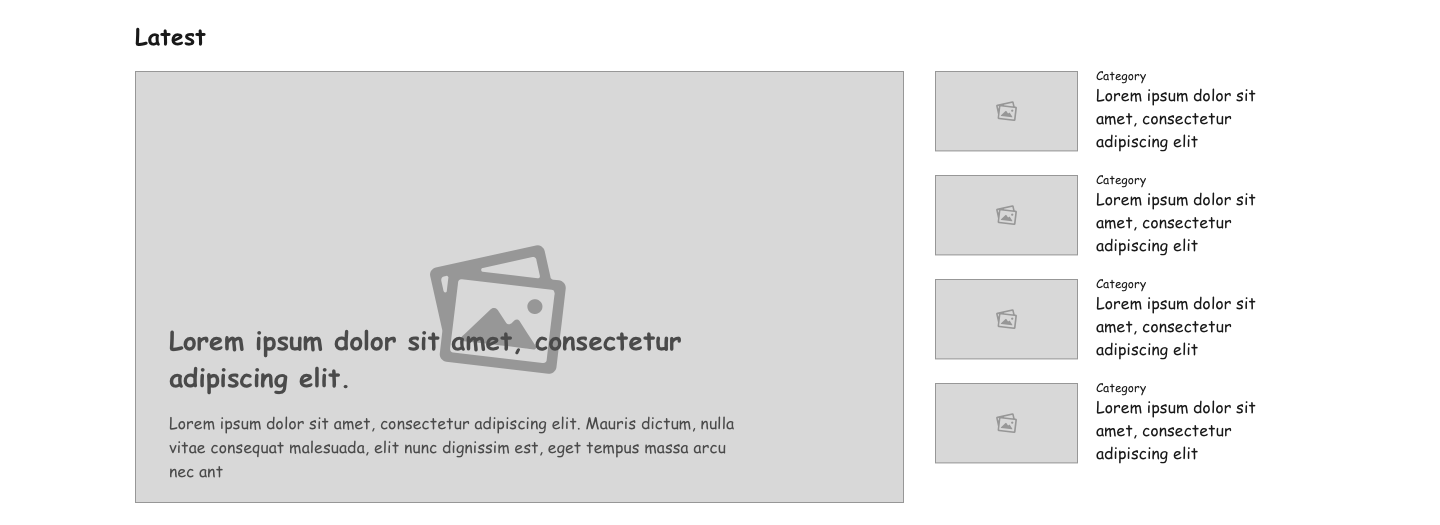 Latest
Lorem ipsum dolor sit amet, consectetur
adipiscing elit.
Lorem ipsum dolor sit amet, consectetur adipiscing elit. Mauris dictum, nulla
vitae consequat malesuada, elit nunc dignissim est, eget tempus massa arcu
nec ant
Category
Lorem ipsum dolor sit
amet, consectetur
adipiscing elit
Category
Lorem ipsum dolor sit
amet, consectetur
adipiscing elit
Category
Lorem ipsum dolor sit
amet, consectetur
adipiscing elit
Category
Lorem ipsum dolor sit
amet, consectetur
adipiscing elit